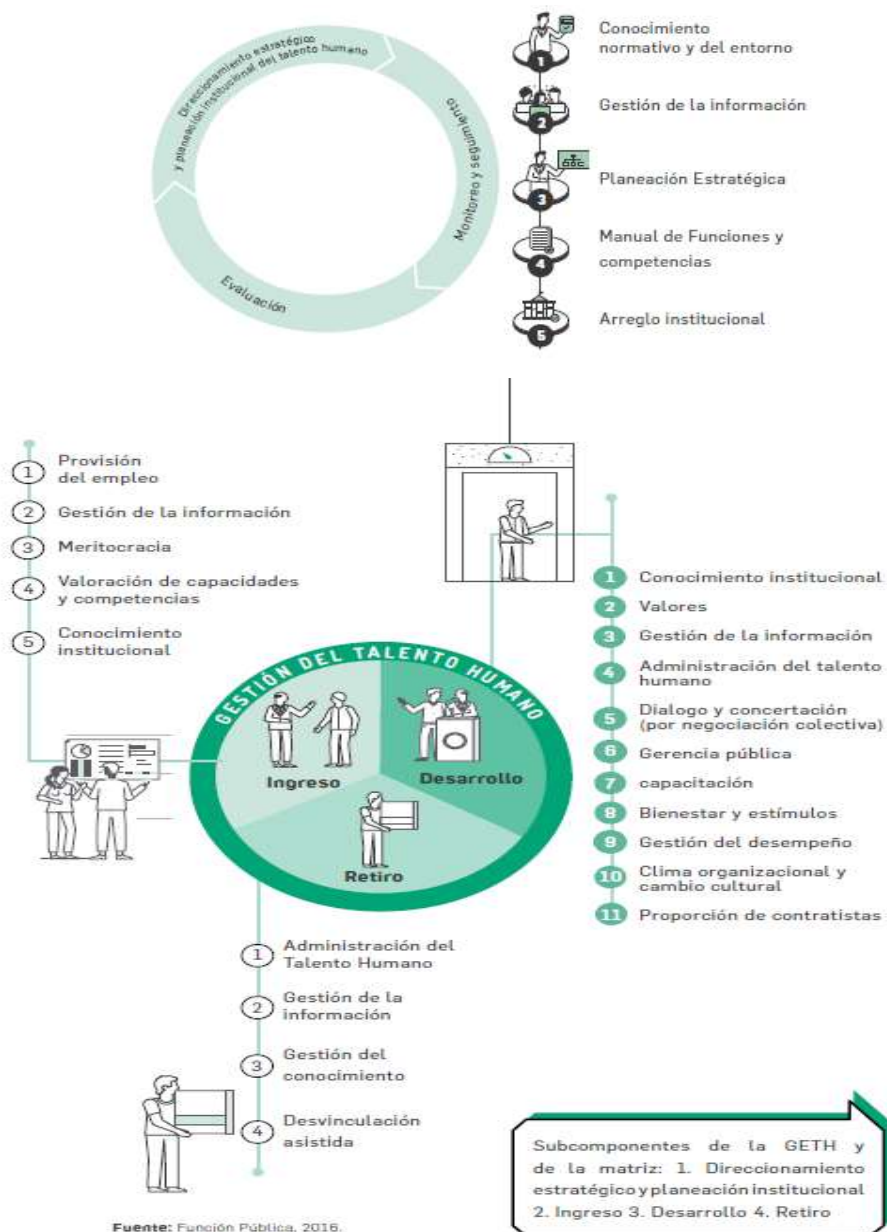 Direccionamiento estratégico
y planeación institucional del talento humano
Monitoreo y seguimiento
Evaluación
1
Conocimiento
normativo y del entorno
2
Gestión de la información
3
Planeación Estratégica
4
Manual de Funciones y
competencias
5
Arreglo institucional
1
Provisión
del empleo
2
Gestión de la información
3
Meritocracia
4
Valoración de capacidades
y competencias
5
Conocimiento
institucional
1
Conocimiento institucional
2
Valores
3
Gestión de la información
4
Administración del talento
humano
5
Dialogo y concertación
(por negociación colectiva)
6
Gerencia pública
7
capacitación
8
Bienestar y estímulos
9
Gestión del desempeño
10
Clima organizacional y
cambio cultural
11
Proporción de contratistas
GESTIÓN DEL TALENTO HUMANO
Ingreso
Desarrollo
Retiro
1
Administración del
Talento Humano
2
Gestión de la
información
3
Gestión del
conocimiento
4
Desvinculación
asistida
Subcomponentes de la GETH y
de la matriz: 1. Direccionamiento
estratégico y planeación institucional
2. Ingreso 3. Desarrollo 4. Retiro
Fuente: Función Pública, 2016.